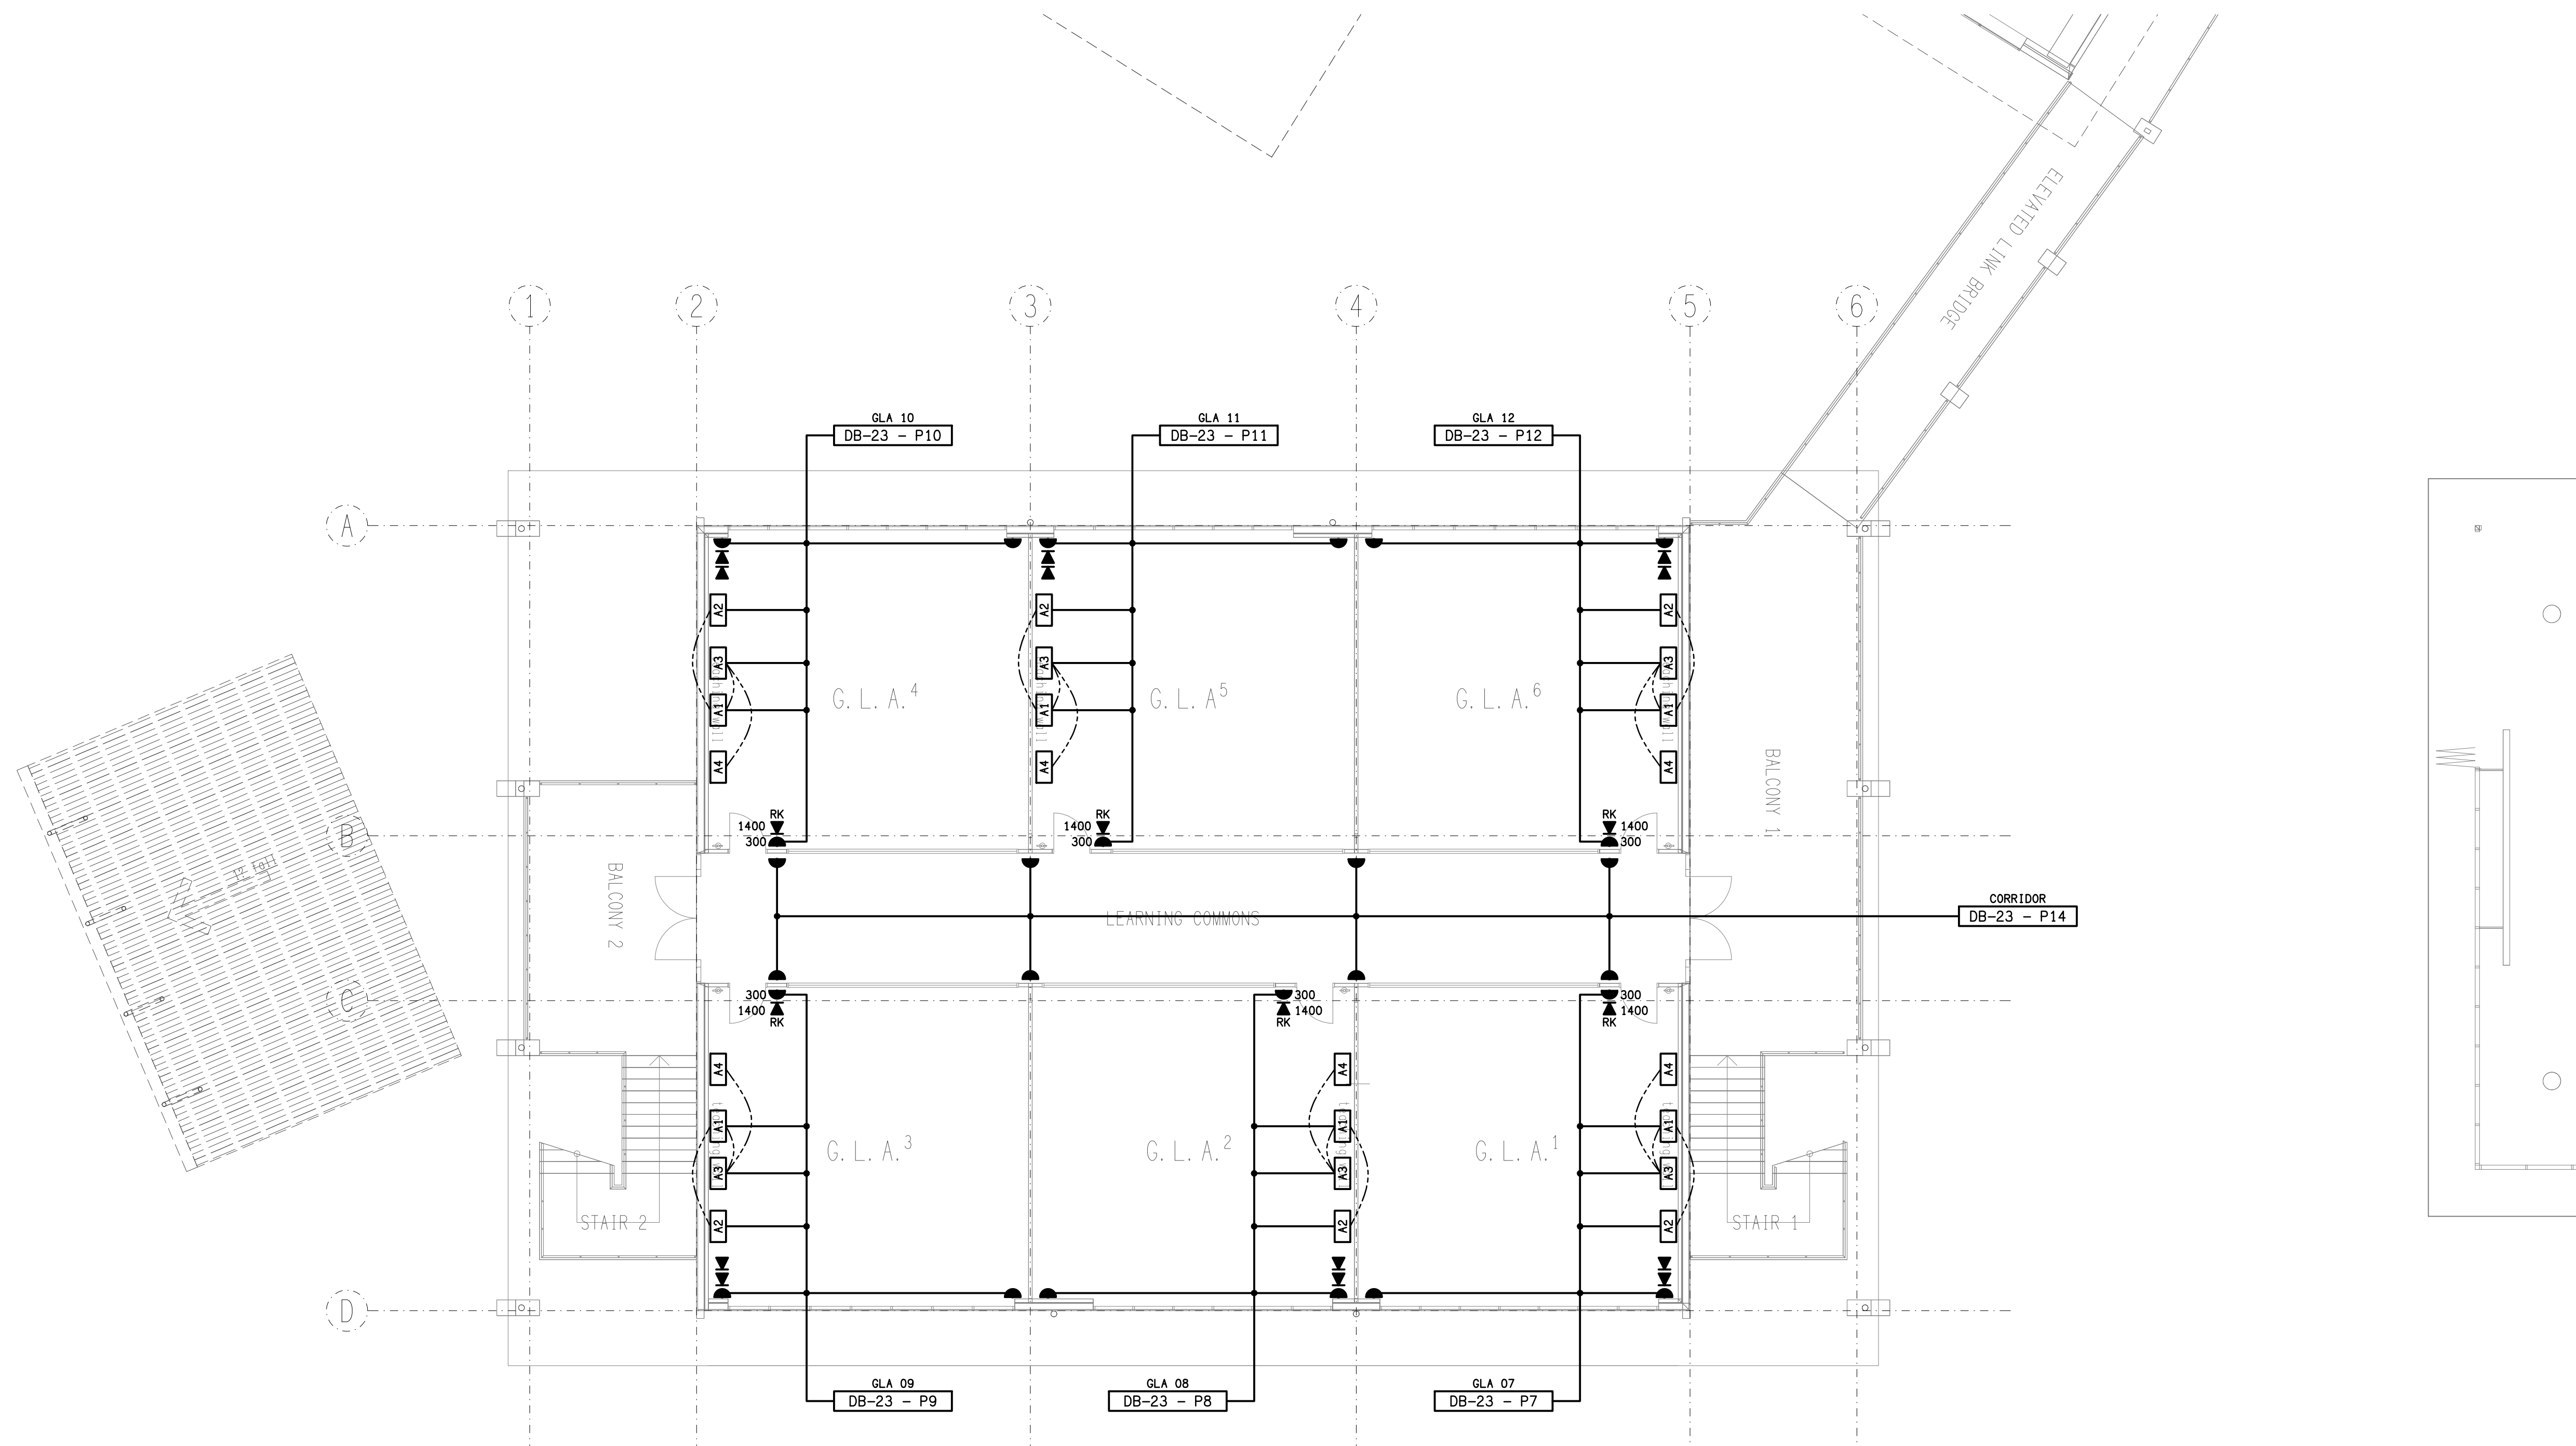 ELEVATED LINK BRIDGE
1
2
3
4
5
6
GLA 10
DB-23 - P10
GLA 11
DB-23 - P11
GLA 12
DB-23 - P12
A
A2
A2
A2
A3
A3
A3
G.L.A.4
G.L.A5
G.L.A.6
A1
A1
A1
A4
A4
A4
BALCONY 1
RK
1400
300
RK
1400
300
RK
1400
300
B
BALCONY 2
LEARNING COMMONS
CORRIDOR
DB-23 - P14
C
300
1400
RK
300
1400
RK
300
1400
RK
A4
A4
A4
A1
A1
A1
G.L.A.3
G.L.A.2
G.L.A.1
A3
A3
A3
A2
A2
A2
STAIR 2
STAIR 1
D
GLA 09
DB-23 - P9
GLA 08
DB-23 - P8
GLA 07
DB-23 - P7